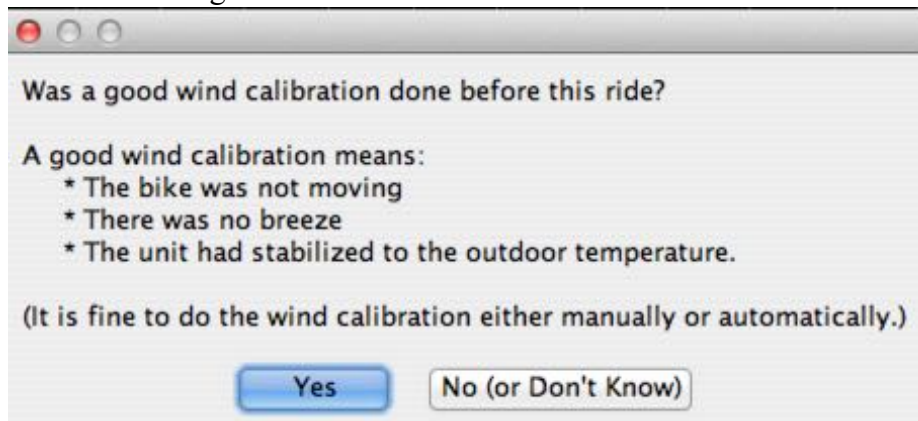 Was a good wind calibration done before this ride?
A good wind calibration means:
* The bike was not moving
* There was no breeze
* The unit had stabilized to the outdoor temperature.
(It is fine to do the wind calibration either manually or automatically.)
Yes
No (or Don't Know)